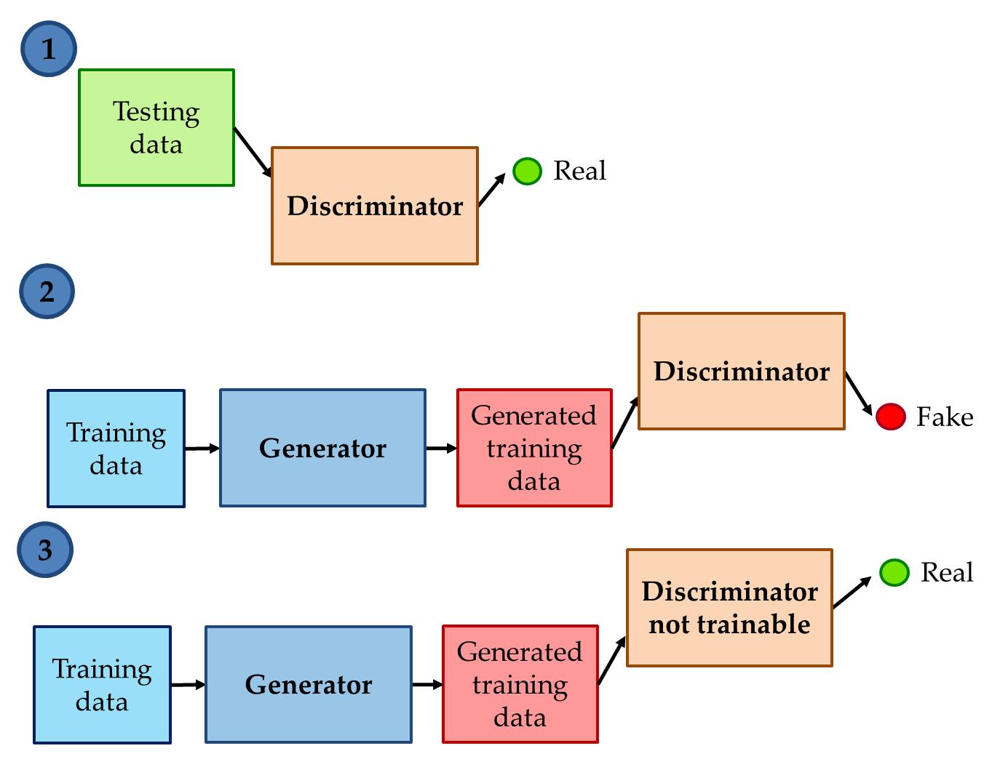 1
Testing
data
Discriminator
Real
2
Training
data
Generator
Generated
training
data
Discriminator
Fake
3
Training
data
Generator
Generated
training
data
Discriminator
not trainable
Real